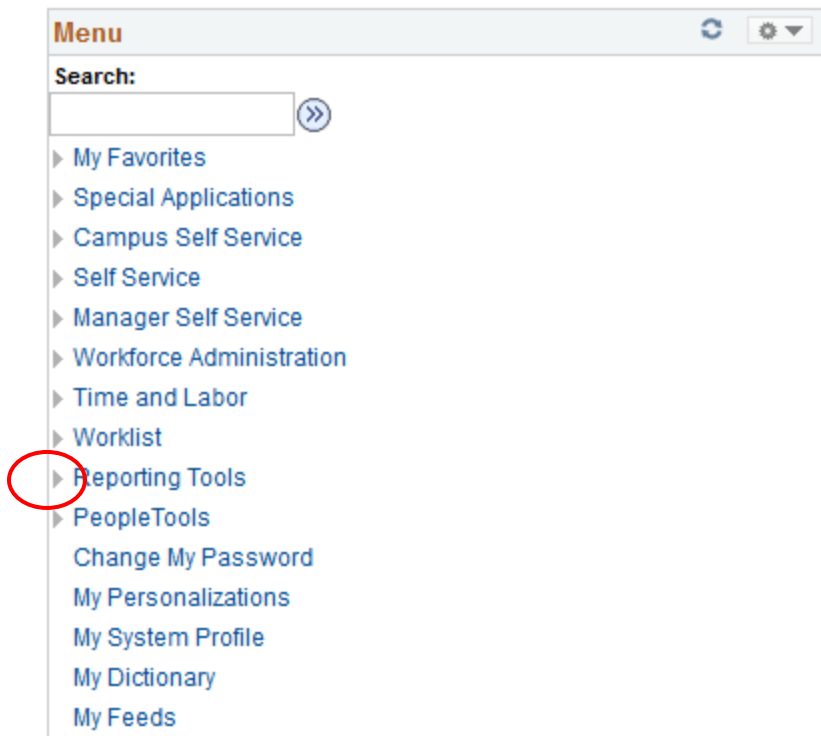 Menu
Search:
My Favorites
Special Applications
Campus Self Service
Self Service
Manager Self Service
Workforce Administration
Time and Labor
Worklist
Reporting Tools
PeopleTools
Change My Password
My Personalizations
My System Profile
My Dictionary
My Feeds